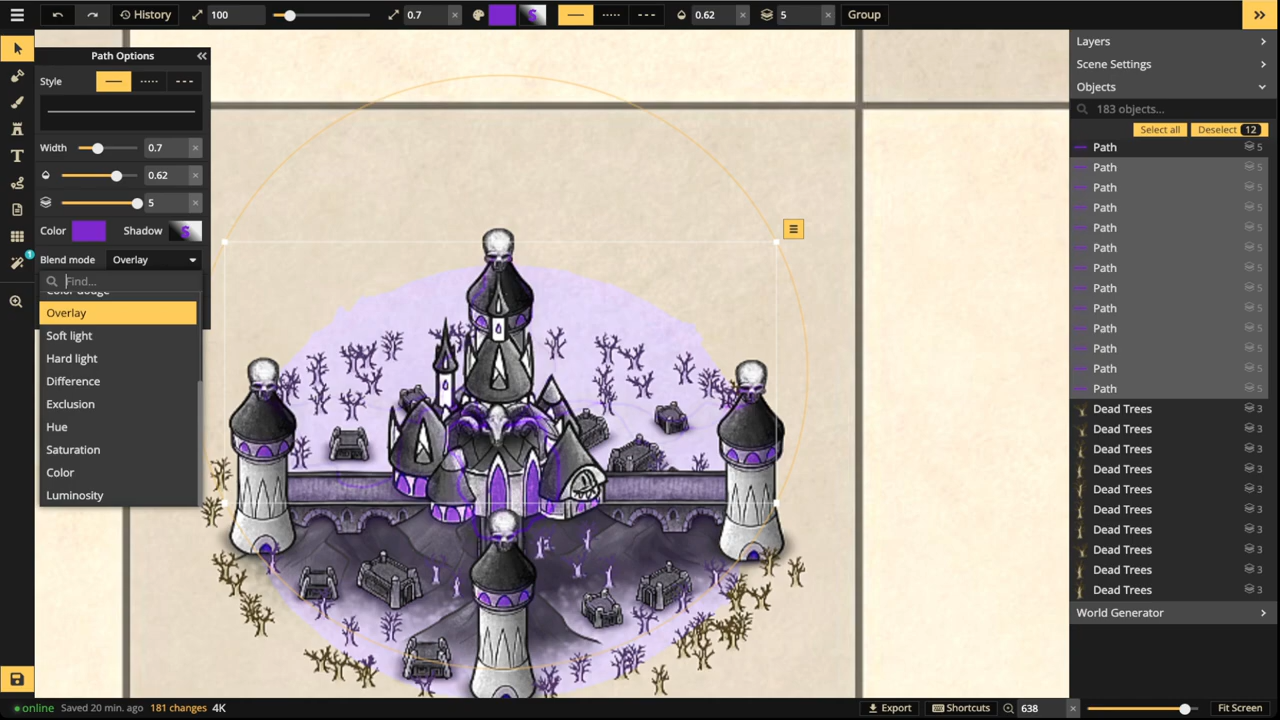 History 100 0.7 0.62 5 Group
Path Options
Style
Width 0.7
0.62
5
Color Shadow
Blend mode Overlay
Find...
Color dodge
Overlay
Soft light
Hard light
Difference
Exclusion
Hue
Saturation
Color
Luminosity
1
Layers
Scene Settings
Objects
183 objects...
Select all Deselect 12
Path 5
Path 5
Path 5
Path 5
Path 5
Path 5
Path 5
Path 5
Path 5
Path 5
Path 5
Path 5
Path 5
Dead Trees 3
Dead Trees 3
Dead Trees 3
Dead Trees 3
Dead Trees 3
Dead Trees 3
Dead Trees 3
Dead Trees 3
Dead Trees 3
Dead Trees 3
World Generator
online Saved 20 min. ago 181 changes 4K Export Shortcuts 638 Fit Screen